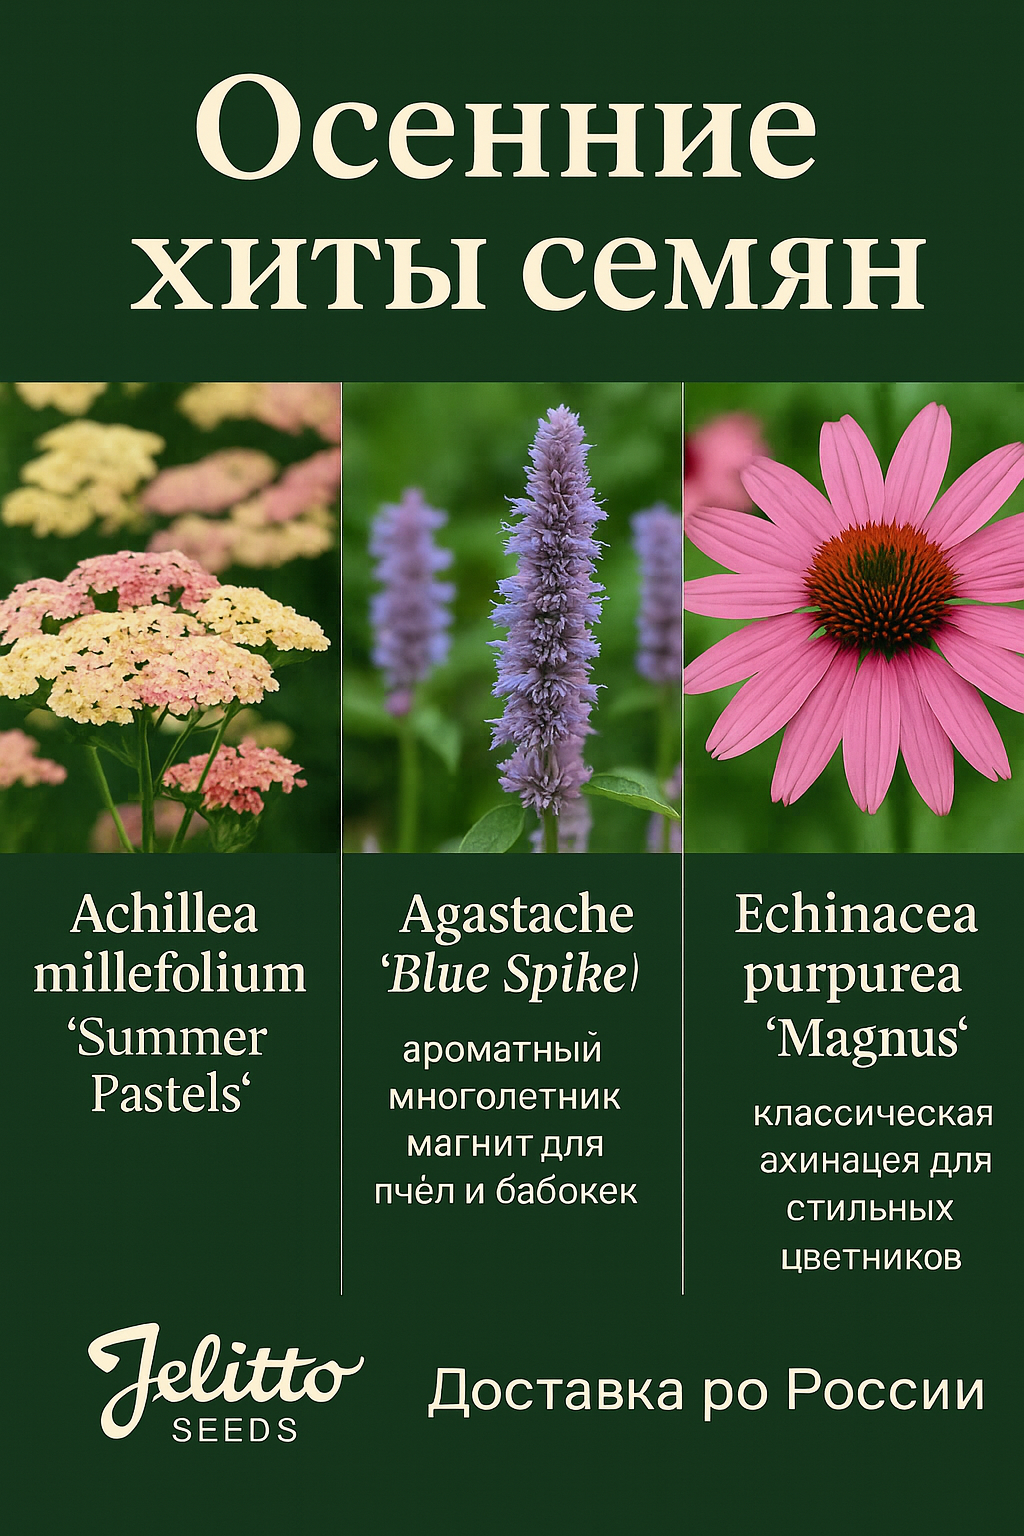 Осенние
хиты семян
Achillea
millefolium
‘Summer
Pastels‘
Agastache
‘Blue Spike)
ароматный
многолетник
магнит для
пчёл и бабокек
Echinacea
purpurea
‘Magnus‘
классическая
ахинацея для
стильных
цветников
Jelitto
SEEDS
Доставка ро России